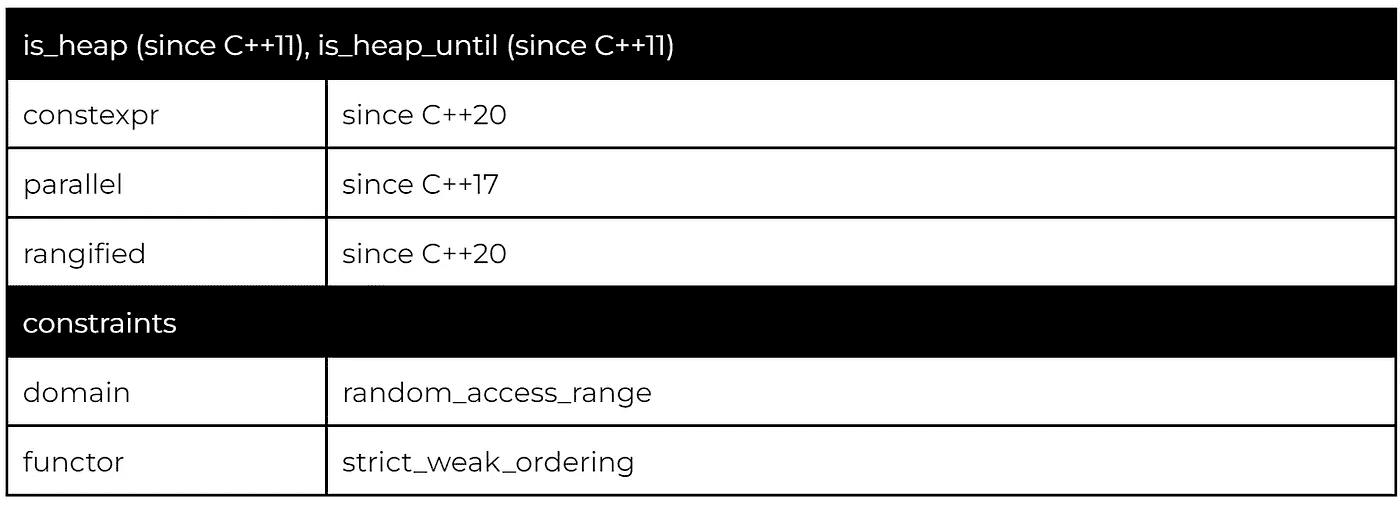 is_heap (since C++11), is_heap_until (since C++11)
constexpr since C++20
parallel since C++17
rangified since C++20
constraints
domain random_access_range
functor strict_weak_ordering